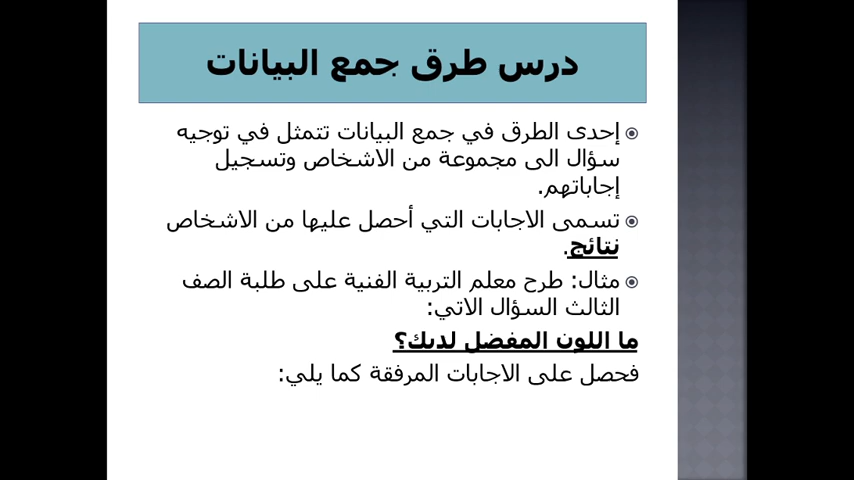 درس طرق جمع البيانات
إحدى الطرق في جمع البيانات تتمثل في توجيه
سؤال الى مجموعة من الاشخاص وتسجيل
إجاباتهم.
تسمى الاجابات التي أحصل عليها من الاشخاص
نتائج.
مثال: طرح معلم التربية الفنية على طلبة الصف
الثالث السؤال الاتي:
ما اللون المفضل لديك؟
فحصل على الاجابات المرفقة كما يلي: